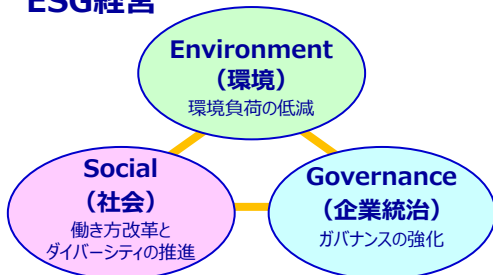 ESG経営
Environment
（環境）
環境負荷の低減
Social
（社会）
働き方改革と
ダイバーシティの推進
Governance
（企業統治）
ガバナンスの強化